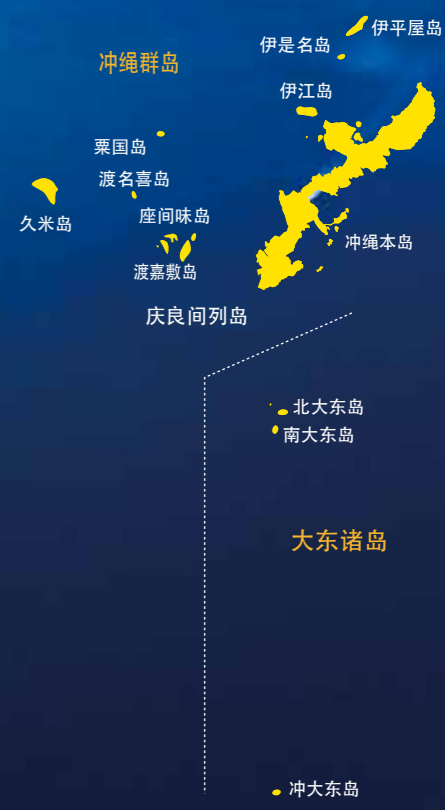 伊平屋岛
伊是名岛
冲绳群岛
伊江岛
粟国岛
渡名喜岛
久米岛
座间味岛
冲绳本岛
渡嘉敷岛
庆良间列岛
北大东岛
南大东岛
大东诸岛
冲大东岛